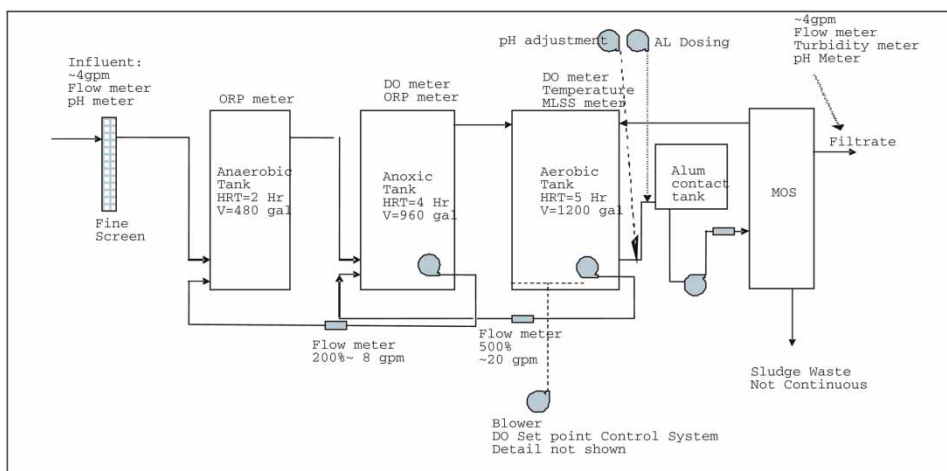 pH adjustment
AL Dosing
~4gpm
Flow meter
Turbidity meter
pH Meter
Influent:
~4gpm
Flow meter
pH meter
ORP meter
DO meter
ORP meter
DO meter
Temperature
MLSS meter
Filtrate
Anaerobic
Tank
HRT=2 Hr
V=480 gal
Anoxic
Tank
HRT=4 Hr
V=960 gal
Aerobic
Tank
HRT=5 Hr
V=1200 gal
Alum
contact
tank
MOS
Fine
Screen
Flow meter
200%~ 8 gpm
Flow meter
500%
~20 gpm
Sludge Waste
Not Continuous
Blower
DO Set point Control System
Detail not shown